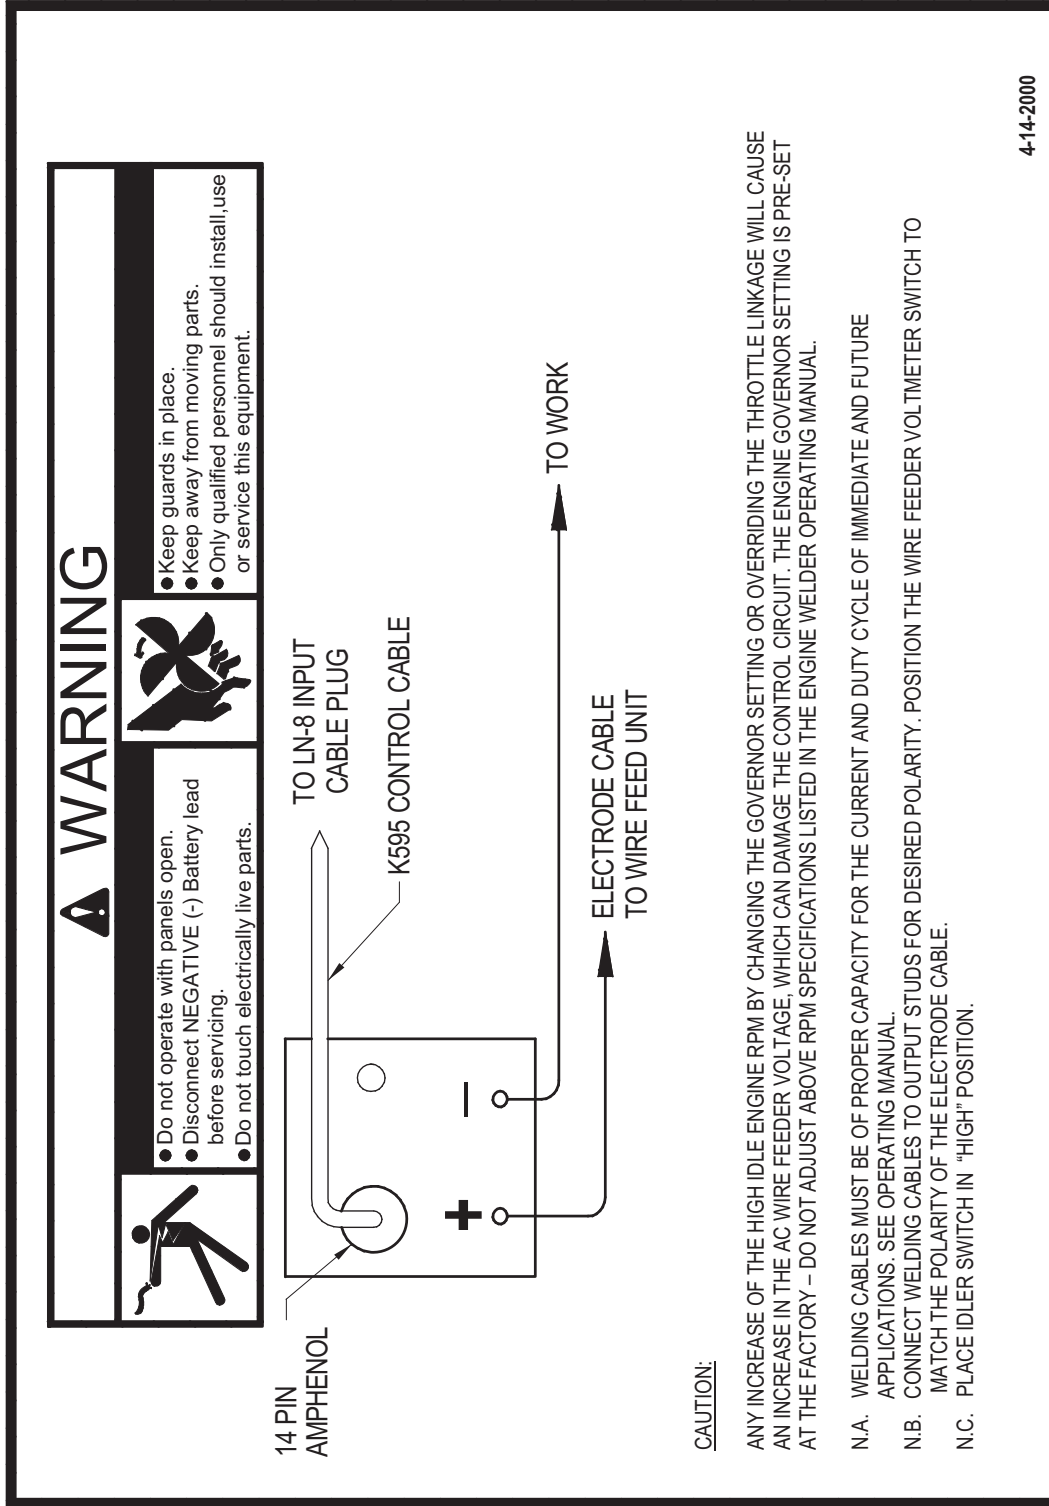 WARNING
● Do not operate with panels open.
● Disconnect NEGATIVE (-) Battery lead
before servicing.
● Do not touch electrically live parts.
● Keep guards in place.
● Keep away from moving parts.
● Only qualified personnel should install,use
or service this equipment.
14 PIN
AMPHENOL
TO LN-8 INPUT
CABLE PLUG
K595 CONTROL CABLE
+
–
ELECTRODE CABLE
TO WIRE FEED UNIT
TO WORK
CAUTION:
ANY INCREASE OF THE HIGH IDLE ENGINE RPM BY CHANGING THE GOVERNOR SETTING OR OVERRIDING THE THROTTLE LINKAGE WILL CAUSE
AN INCREASE IN THE AC WIRE FEEDER VOLTAGE, WHICH CAN DAMAGE THE CONTROL CIRCUIT. THE ENGINE GOVERNOR SETTING IS PRE-SET
AT THE FACTORY – DO NOT ADJUST ABOVE RPM SPECIFICATIONS LISTED IN THE ENGINE WELDER OPERATING MANUAL.
N.A. WELDING CABLES MUST BE OF PROPER CAPACITY FOR THE CURRENT AND DUTY CYCLE OF IMMEDIATE AND FUTURE
APPLICATIONS. SEE OPERATING MANUAL.
N.B. CONNECT WELDING CABLES TO OUTPUT STUDS FOR DESIRED POLARITY. POSITION THE WIRE FEEDER VOLTMETER SWITCH TO
MATCH THE POLARITY OF THE ELECTRODE CABLE.
N.C. PLACE IDLER SWITCH IN "HIGH" POSITION.
4-14-2000